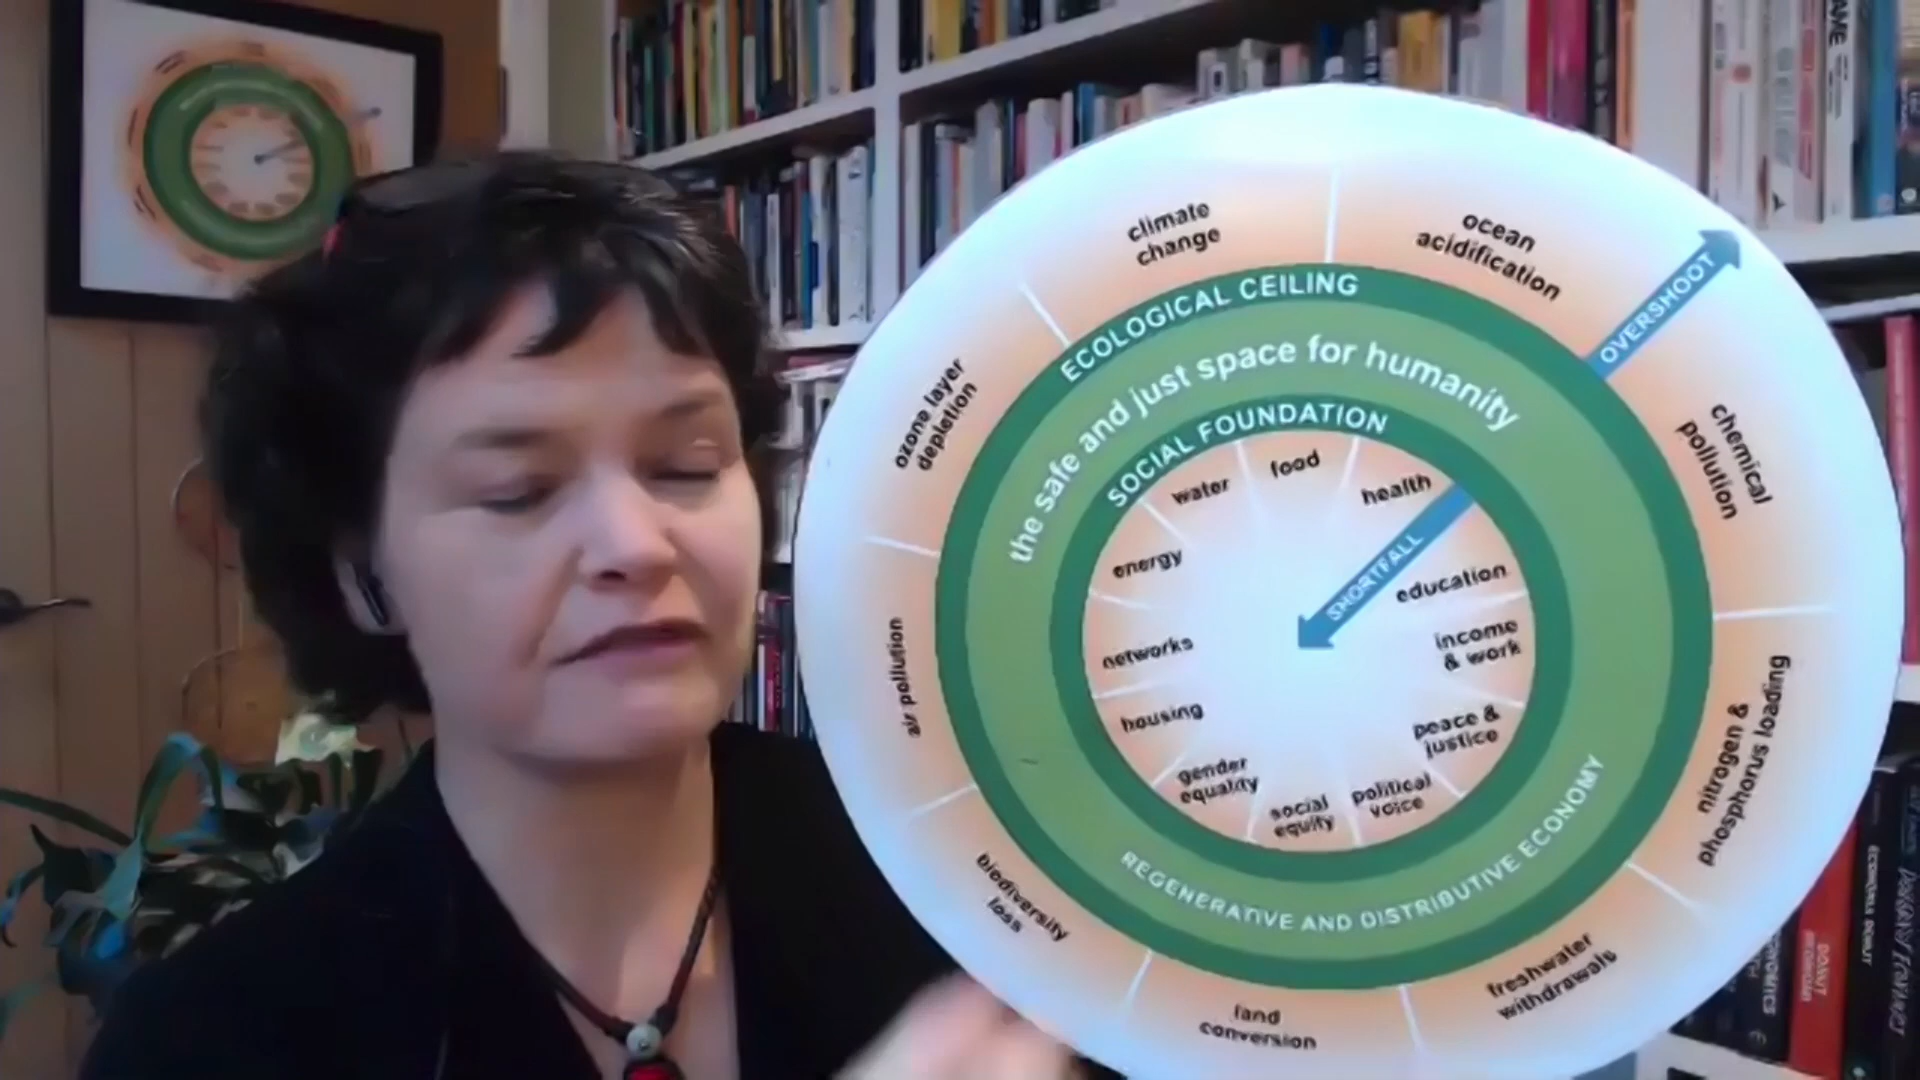 climate
change
ocean
acidification
OVERSHOOT
ECOLOGICAL CEILING
the safe and just space for humanity
SOCIAL FOUNDATION
ozone layer
depletion
chemical
pollution
water
food
health
energy
SHORTFALL
education
networks
income
& work
air pollution
housing
peace &
justice
nitrogen &
phosphorus loading
gender
equality
social
equity
political
voice
REGENERATIVE AND DISTRIBUTIVE ECONOMY
biodiversity
loss
freshwater
withdrawals
land
conversion